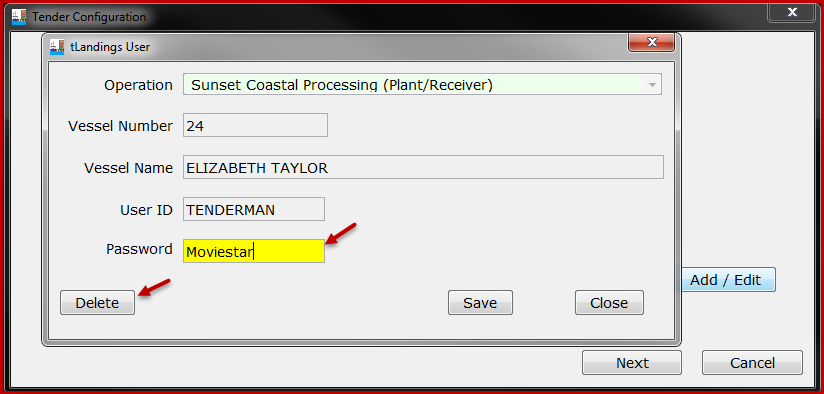 Tender Configuration
tLandings User
Operation Sunset Coastal Processing (Plant/Receiver)
Vessel Number 24
Vessel Name ELIZABETH TAYLOR
User ID TENDERMAN
Password Moviestar
Add / Edit
Delete Save Close
Next Cancel